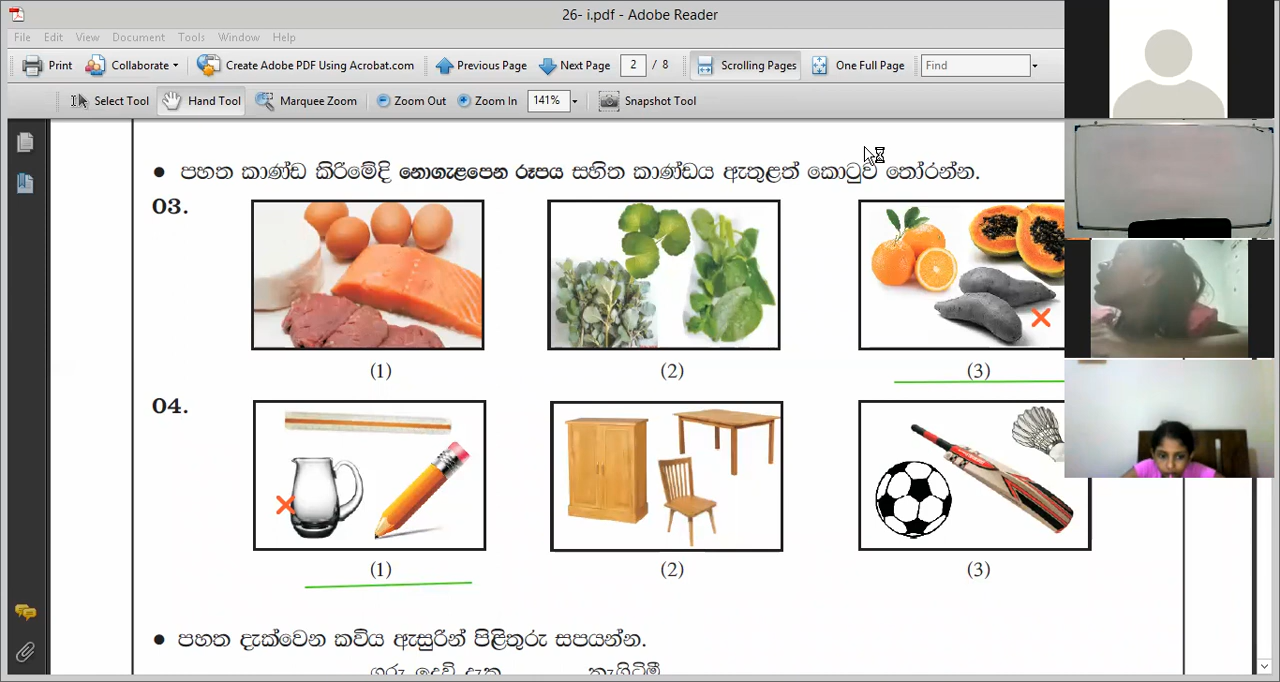 26- i.pdf - Adobe Reader
File Edit View Document Tools Window Help
Print Collaborate Create Adobe PDF Using Acrobat.com Previous Page Next Page 2 / 8 Scrolling Pages One Full Page Find
Select Tool Hand Tool Marquee Zoom Zoom Out Zoom In 141% Snapshot Tool
• පහත කාණ්ඩ කිරීමේදී නොගැළපෙන රූපය සහිත කාණ්ඩය ඇතුළත් කොටුව තෝරන්න.
03.
(1) (2) (3)
04.
(1) (2) (3)
• පහත දැක්වෙන කවිය ඇසුරින් පිළිතුරු සපයන්න.
ගුරු දෙවි දැක නැගිටිමී